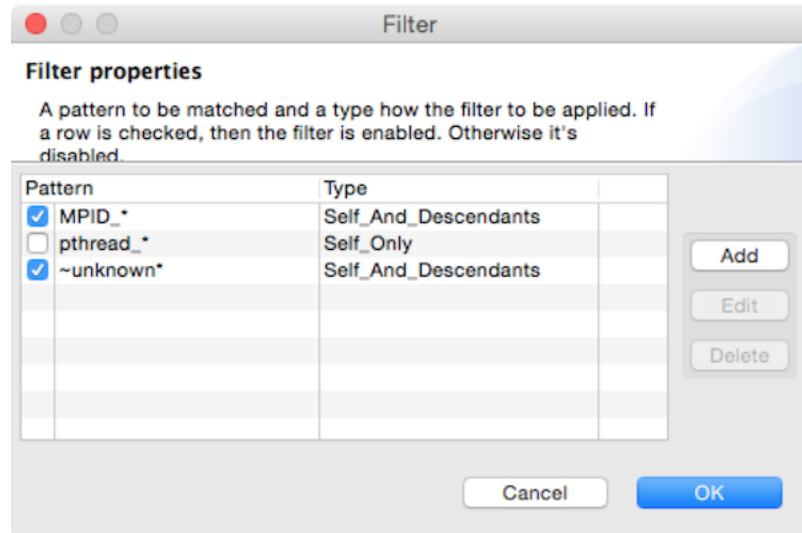 Filter
Filter properties
A pattern to be matched and a type how the filter to be applied. If
a row is checked, then the filter is enabled. Otherwise it's
disabled.
Pattern Type
MPID_* Self_And_Descendants
pthread_* Self_Only
~unknown* Self_And_Descendants
Add
Edit
Delete
Cancel OK